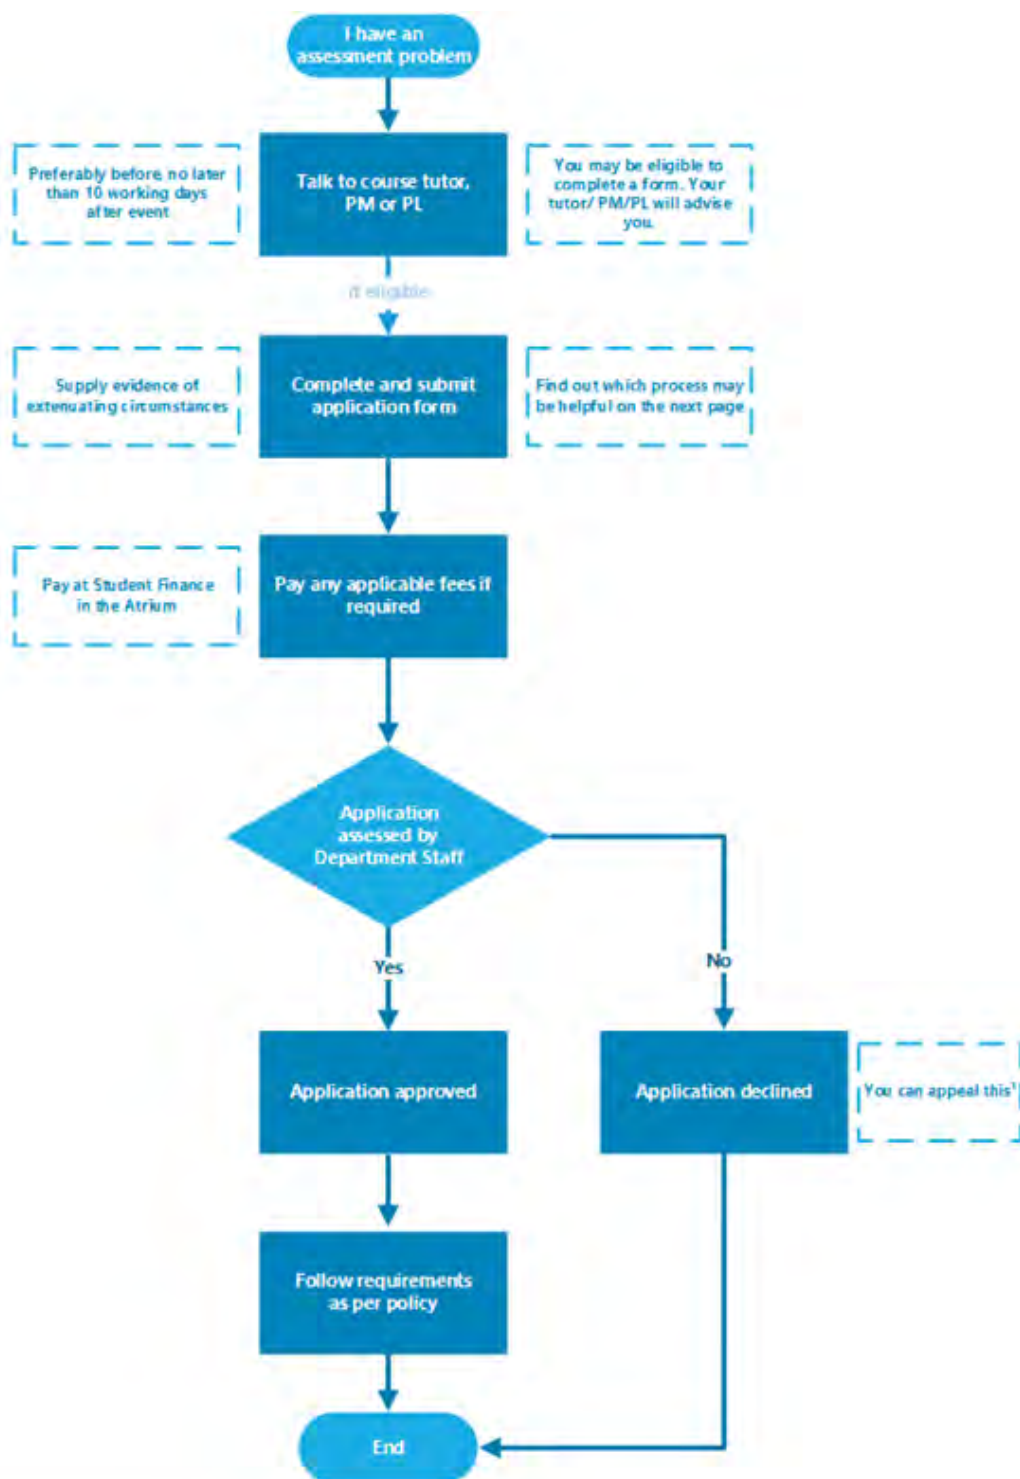 I have an
assessment problem
Preferably before, no later
than 10 working days
after event
Talk to course tutor,
PM or PL
You may be eligible to
complete a form. Your
tutor/ PM/PL will advise
you.
if eligible
Supply evidence of
extenuating circumstances
Complete and submit
application form
Find out which process may
be helpful on the next page
Pay at Student Finance
in the Atrium
Pay any applicable fees if
required
Application
assessed by
Department Staff
Yes
No
Application approved
Application declined
You can appeal this¹
Follow requirements
as per policy
End